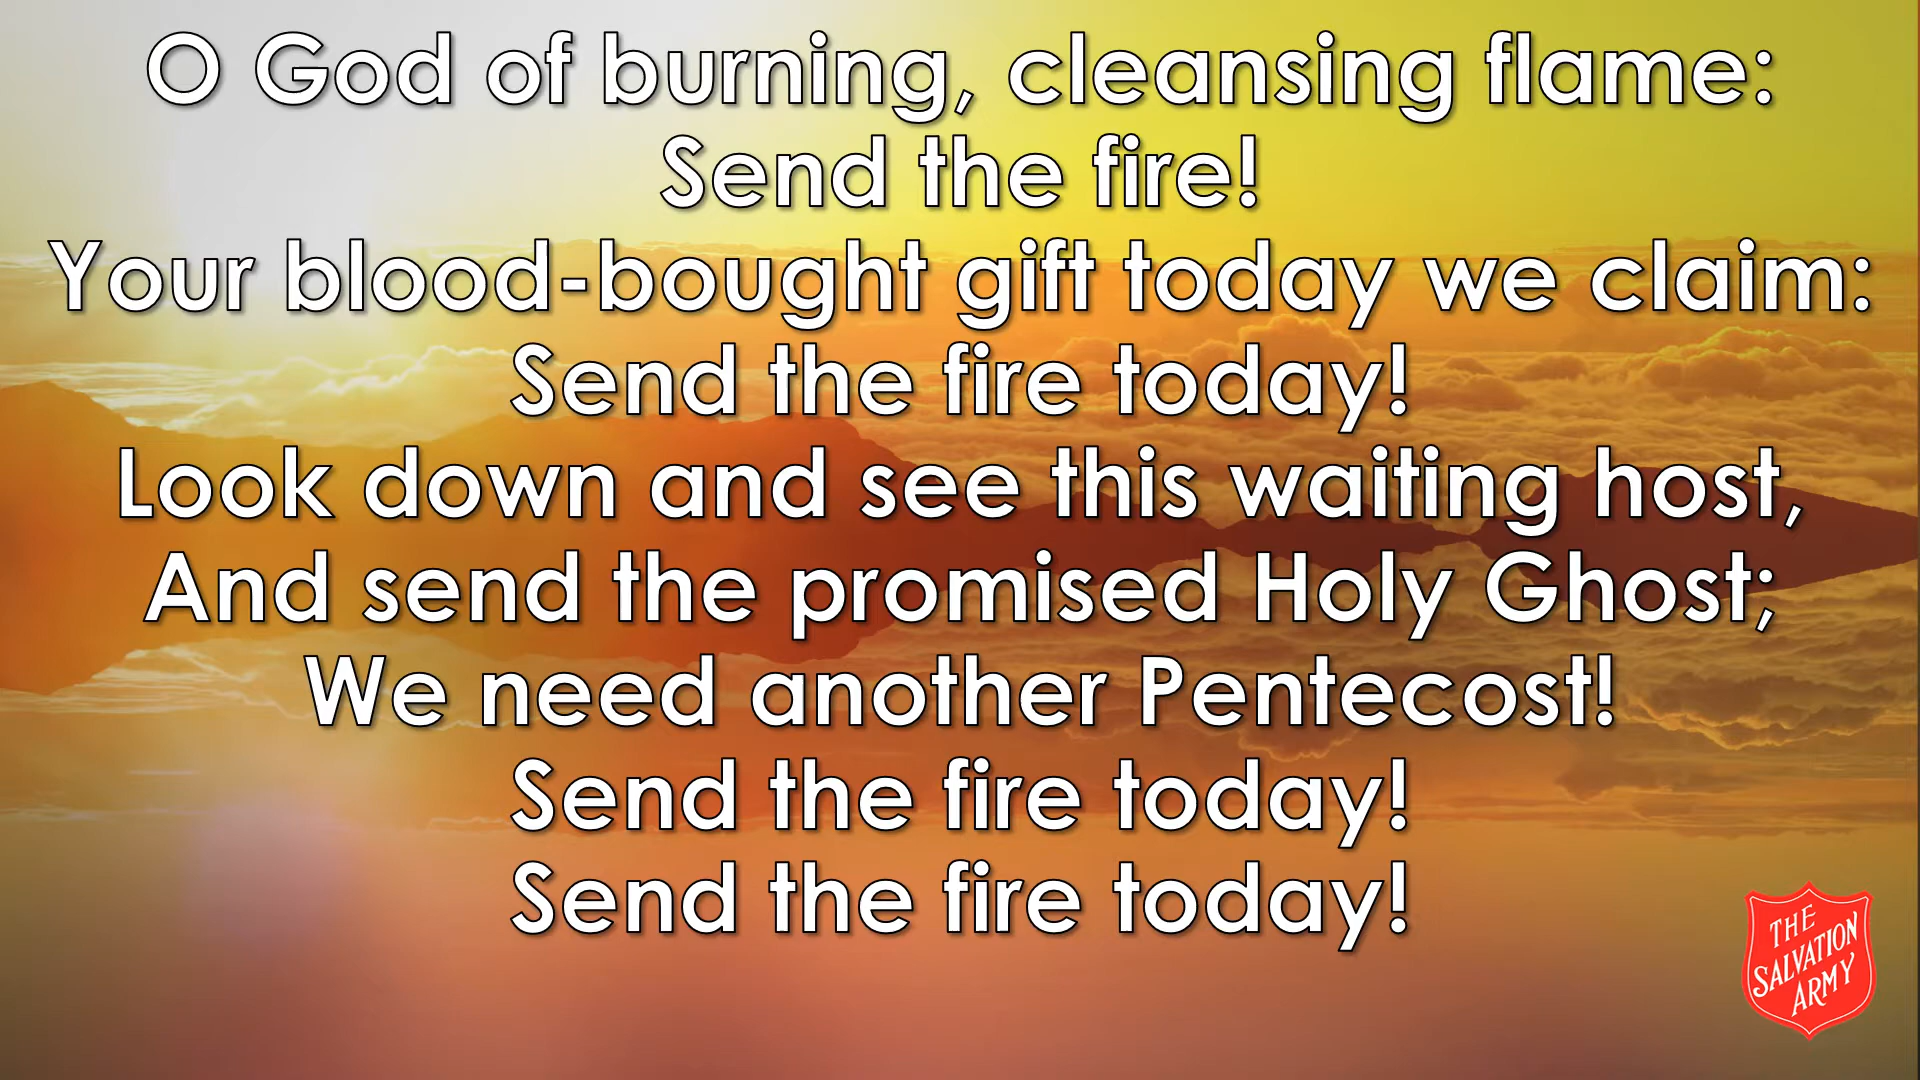 O God of burning, cleansing flame:
Send the fire!
Your blood-bought gift today we claim:
Send the fire today!
Look down and see this waiting host,
And send the promised Holy Ghost;
We need another Pentecost!
Send the fire today!
Send the fire today!
THE
SALVATION
ARMY